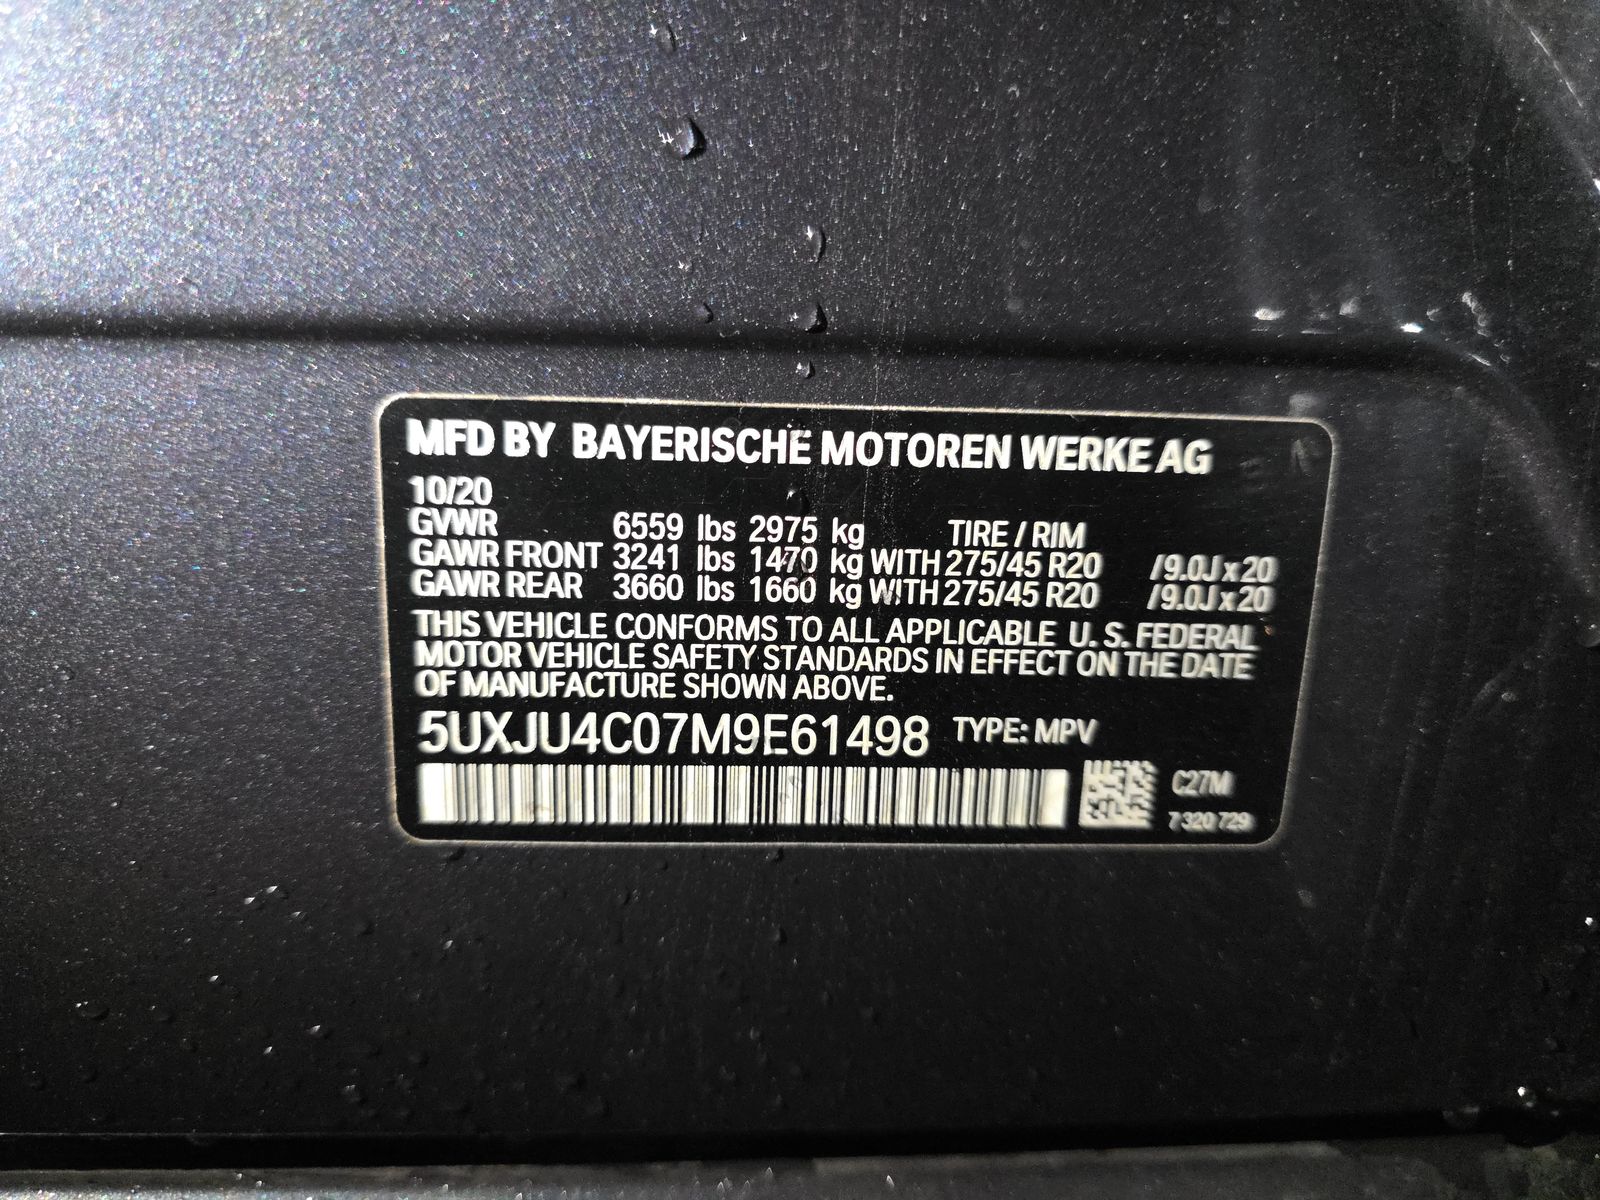 MFD BY BAYERISCHE MOTOREN WERKE AG
10/20
GVWR 6559 lbs 2975 kg TIRE / RIM
GAWR FRONT 3241 lbs 1470 kg WITH 275/45 R20 /9.0J x 20
GAWR REAR 3660 lbs 1660 kg WITH 275/45 R20 /9.0J x 20
THIS VEHICLE CONFORMS TO ALL APPLICABLE U. S. FEDERAL
MOTOR VEHICLE SAFETY STANDARDS IN EFFECT ON THE DATE
OF MANUFACTURE SHOWN ABOVE.
5UXJU4C07M9E61498 TYPE: MPV
C27M
7 320 729